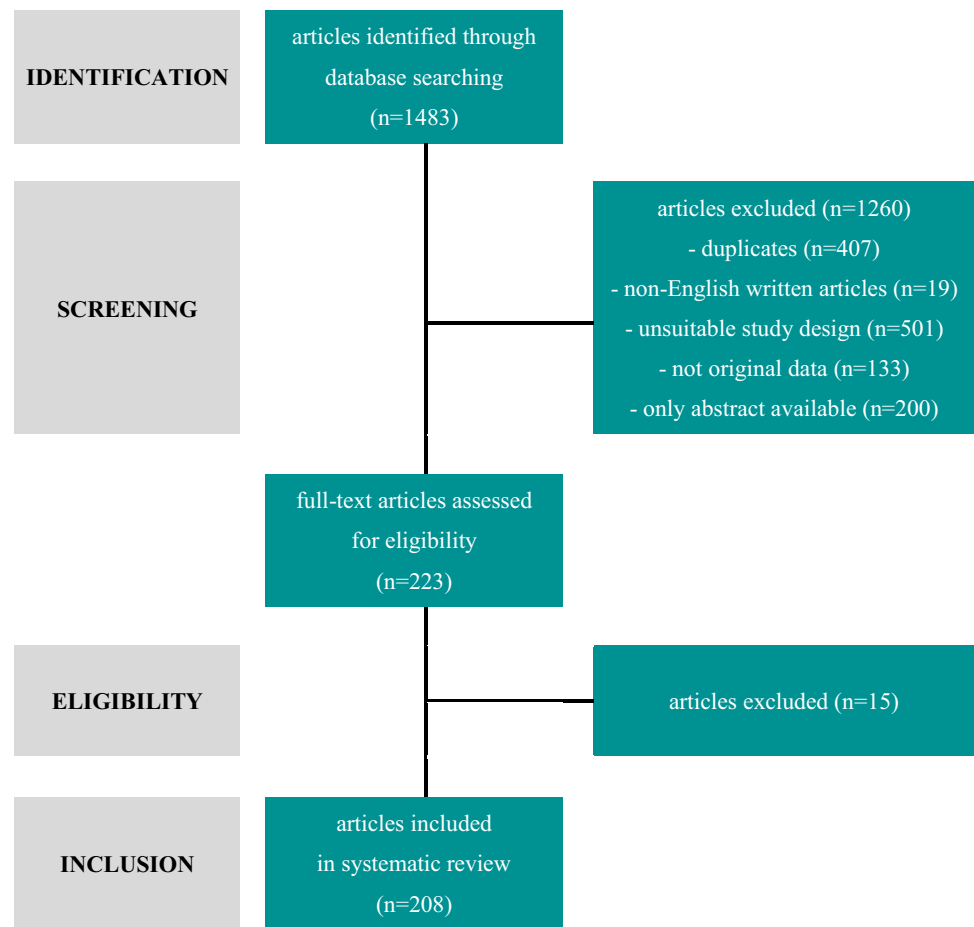 IDENTIFICATION
articles identified through
database searching
(n=1483)
SCREENING
articles excluded (n=1260)
- duplicates (n=407)
- non-English written articles (n=19)
- unsuitable study design (n=501)
- not original data (n=133)
- only abstract available (n=200)
full-text articles assessed
for eligibility
(n=223)
ELIGIBILITY
articles excluded (n=15)
INCLUSION
articles included
in systematic review
(n=208)